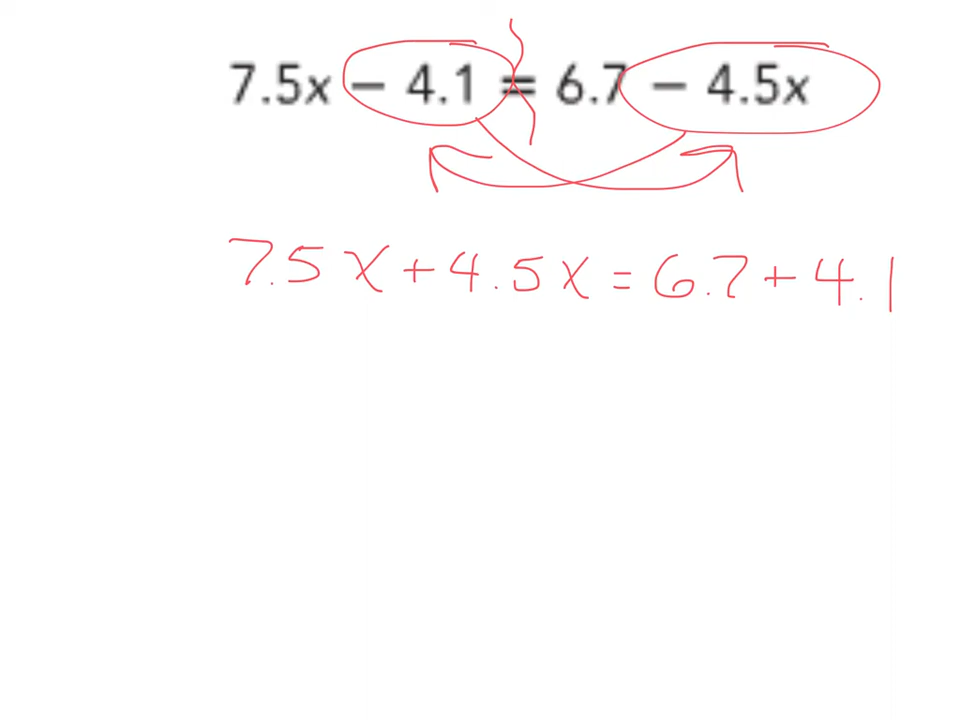 7.5x − 4.1 = 6.7 − 4.5x
7.5x + 4.5x = 6.7 + 4.1